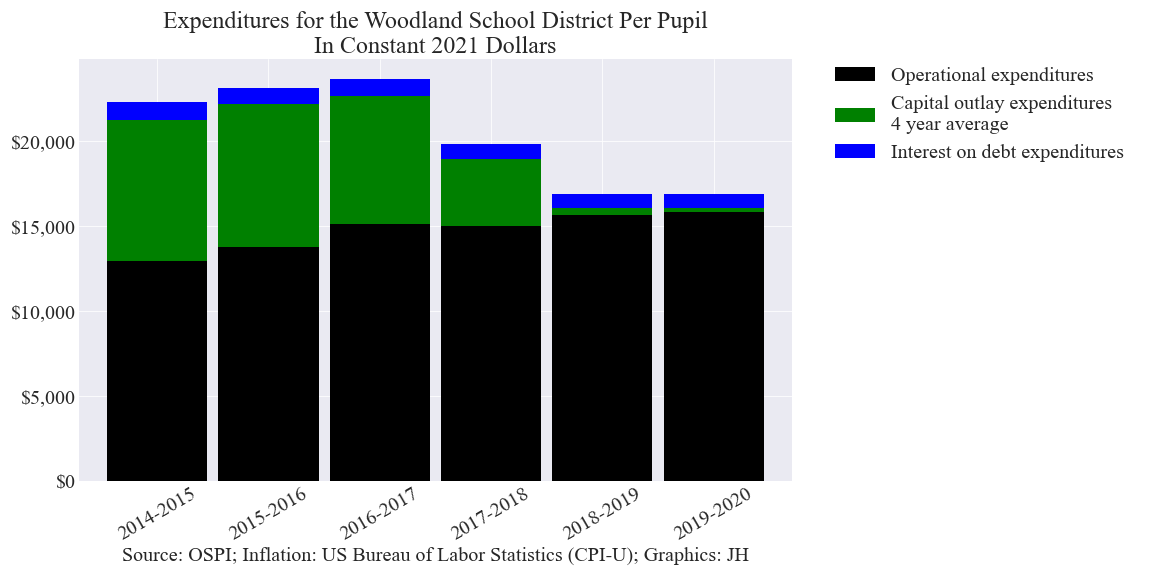 Expenditures for the Woodland School District Per Pupil
In Constant 2021 Dollars
Operational expenditures
Capital outlay expenditures
4 year average
Interest on debt expenditures
$20,000
$15,000
$10,000
$5,000
$0
2014-2015
2015-2016
2016-2017
2017-2018
2018-2019
2019-2020
Source: OSPI; Inflation: US Bureau of Labor Statistics (CPI-U); Graphics: JH